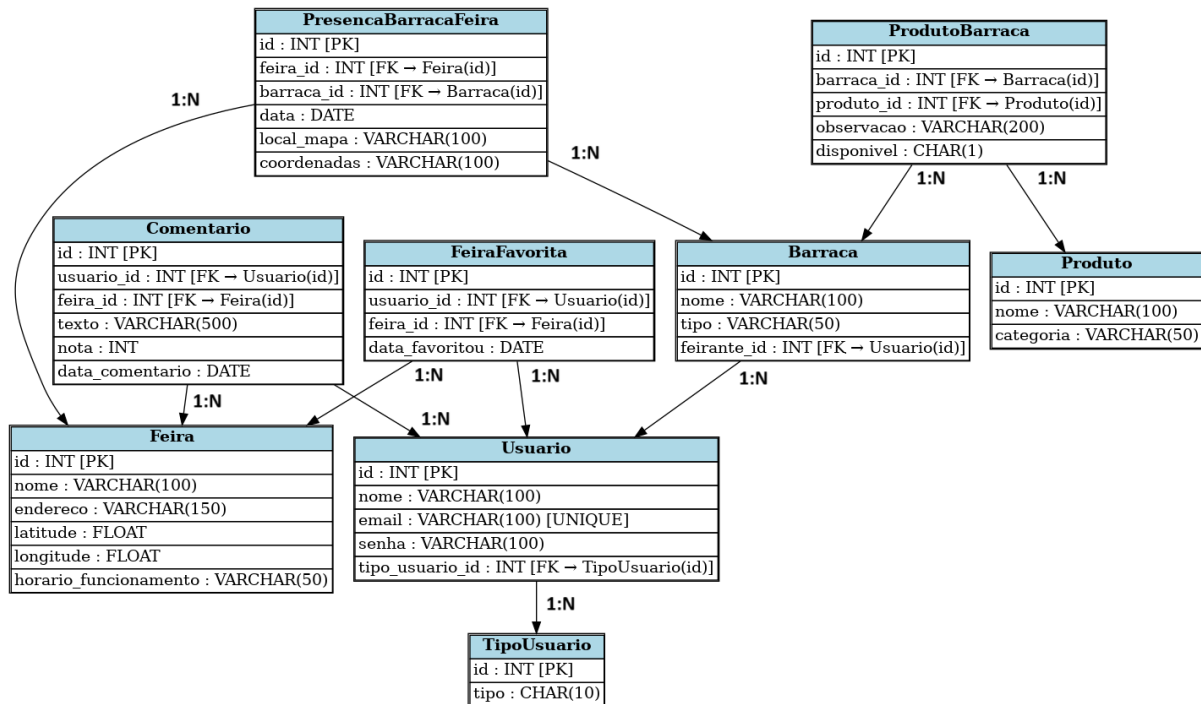 PresencaBarracaFeira
id : INT [PK]
feira_id : INT [FK → Feira(id)]
barraca_id : INT [FK → Barraca(id)]
data : DATE
local_mapa : VARCHAR(100)
coordenadas : VARCHAR(100)
ProdutoBarraca
id : INT [PK]
barraca_id : INT [FK → Barraca(id)]
produto_id : INT [FK → Produto(id)]
observacao : VARCHAR(200)
disponivel : CHAR(1)
1:N
1:N
1:N
1:N
Comentario
id : INT [PK]
usuario_id : INT [FK → Usuario(id)]
feira_id : INT [FK → Feira(id)]
texto : VARCHAR(500)
nota : INT
data_comentario : DATE
FeiraFavorita
id : INT [PK]
usuario_id : INT [FK → Usuario(id)]
feira_id : INT [FK → Feira(id)]
data_favoritou : DATE
Barraca
id : INT [PK]
nome : VARCHAR(100)
tipo : VARCHAR(50)
feirante_id : INT [FK → Usuario(id)]
Produto
id : INT [PK]
nome : VARCHAR(100)
categoria : VARCHAR(50)
1:N
1:N
1:N
1:N
1:N
Feira
id : INT [PK]
nome : VARCHAR(100)
endereco : VARCHAR(150)
latitude : FLOAT
longitude : FLOAT
horario_funcionamento : VARCHAR(50)
Usuario
id : INT [PK]
nome : VARCHAR(100)
email : VARCHAR(100) [UNIQUE]
senha : VARCHAR(100)
tipo_usuario_id : INT [FK → TipoUsuario(id)]
1:N
TipoUsuario
id : INT [PK]
tipo : CHAR(10)